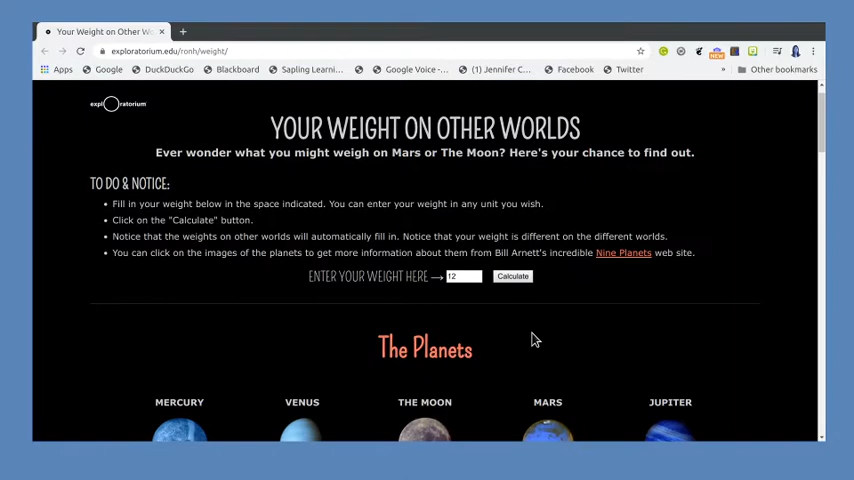 Your Weight on Other Wo
exploratorium.edu/ronh/weight/
NEW
Apps Google DuckDuckGo Blackboard Sapling Learni... Google Voice -... (1) Jennifer C... Facebook Twitter » Other bookmarks
exploratorium
YOUR WEIGHT ON OTHER WORLDS
Ever wonder what you might weigh on Mars or The Moon? Here's your chance to find out.
TO DO & NOTICE:
• Fill in your weight below in the space indicated. You can enter your weight in any unit you wish.
• Click on the "Calculate" button.
• Notice that the weights on other worlds will automatically fill in. Notice that your weight is different on the different worlds.
• You can click on the images of the planets to get more information about them from Bill Arnett's incredible Nine Planets web site.
ENTER YOUR WEIGHT HERE → 12 Calculate
The Planets
MERCURY VENUS THE MOON MARS JUPITER